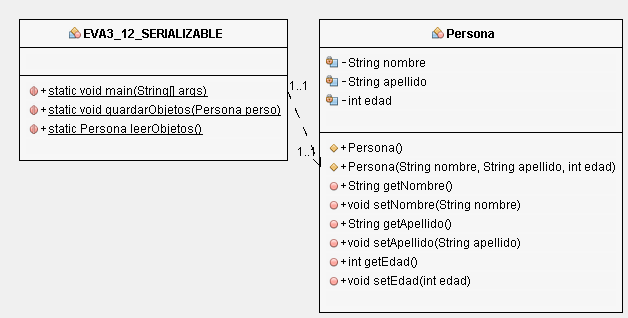 EVA3_12_SERIALIZABLE
+ static void main(String[] args)
+ static void guardarObjetos(Persona perso)
+ static Persona leerObjetos()
1..1
1..1
Persona
- String nombre
- String apellido
- int edad
+ Persona()
+ Persona(String nombre, String apellido, int edad)
+ String getNombre()
+ void setNombre(String nombre)
+ String getApellido()
+ void setApellido(String apellido)
+ int getEdad()
+ void setEdad(int edad)